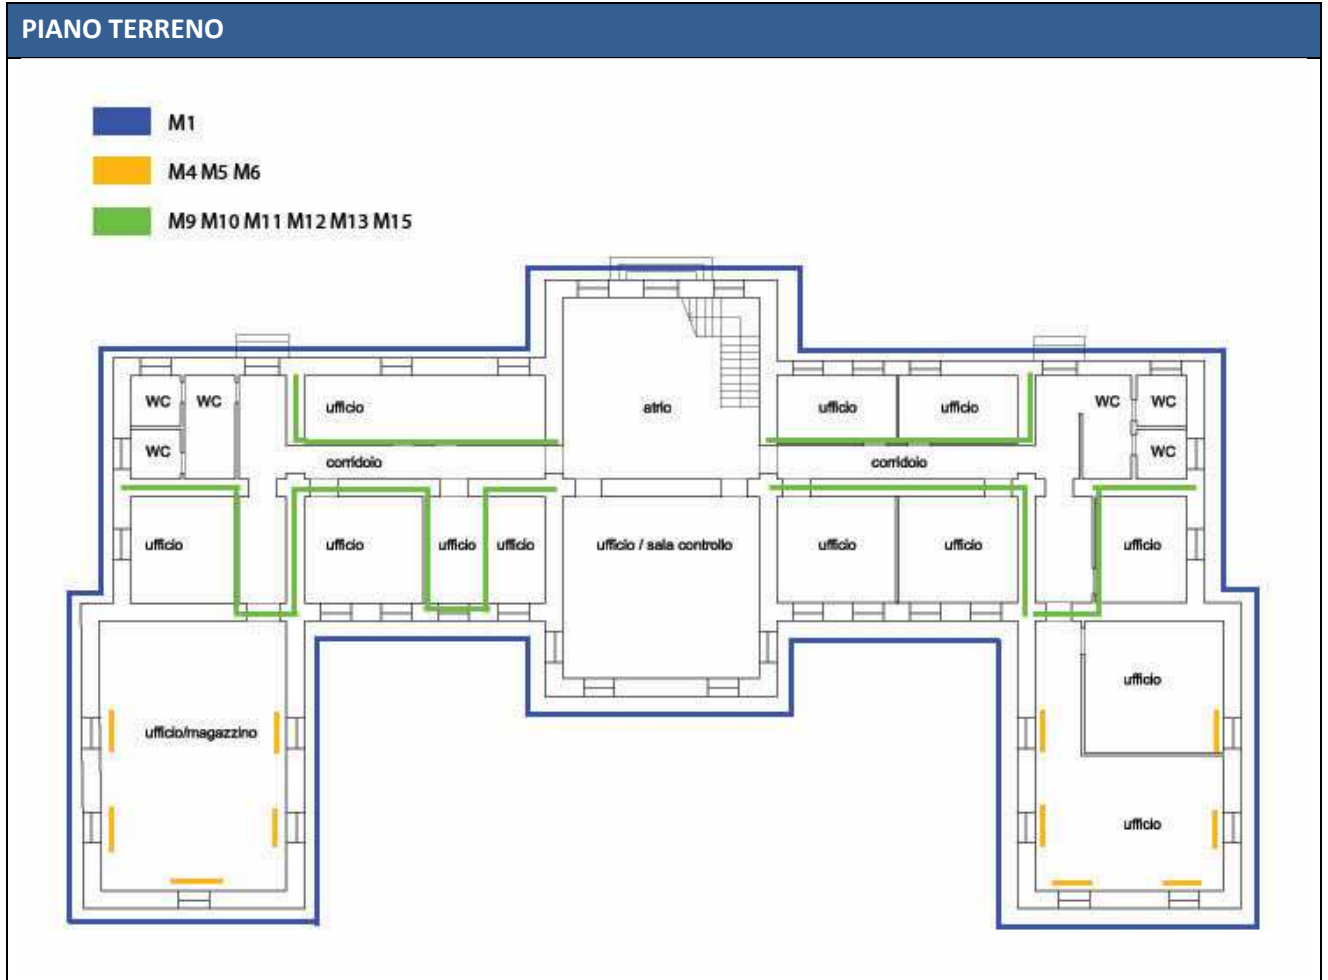 PIANO TERRENO
M1
M4 M5 M6
M9 M10 M11 M12 M13 M15
WC WC ufficio atrio ufficio ufficio WC WC
WC corridoio corridoio WC
ufficio ufficio ufficio ufficio ufficio / sala controllo ufficio ufficio ufficio
ufficio
ufficio/magazzino
ufficio